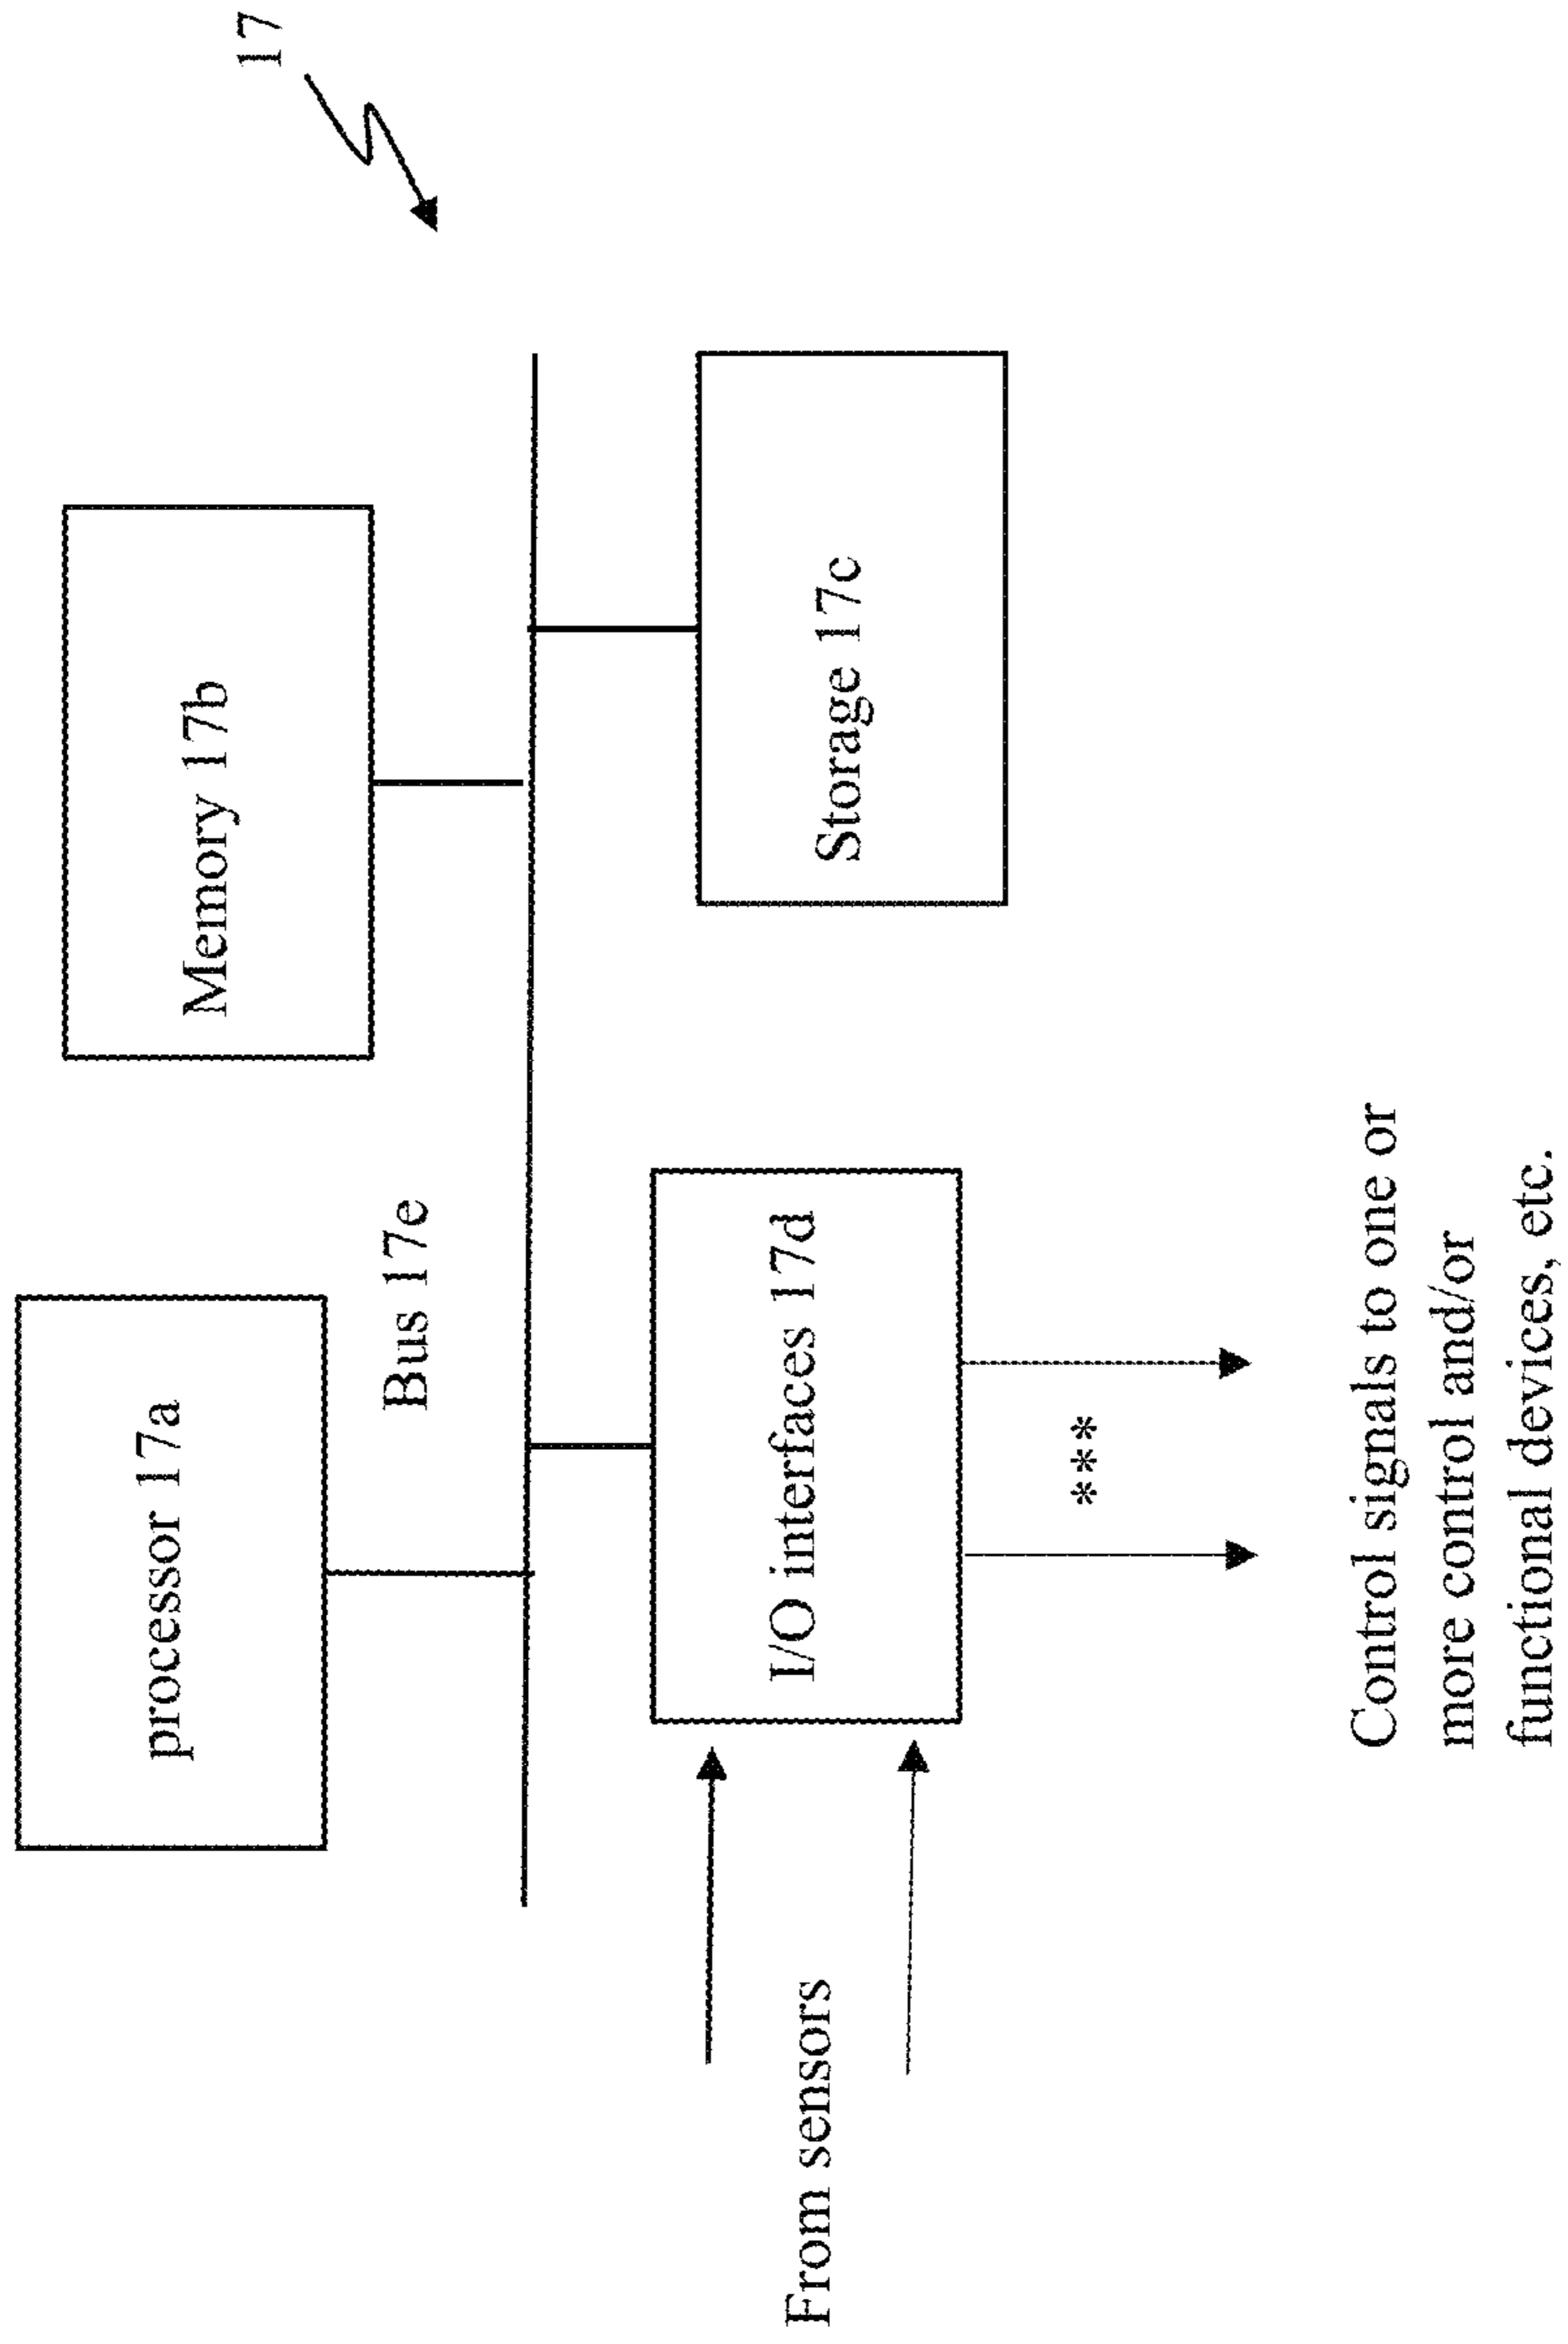 17
processor 17a
Memory 17b
Bus 17e
I/O interfaces 17d
Storage 17c
From sensors
***
Control signals to one or
more control and/or
functional devices, etc.